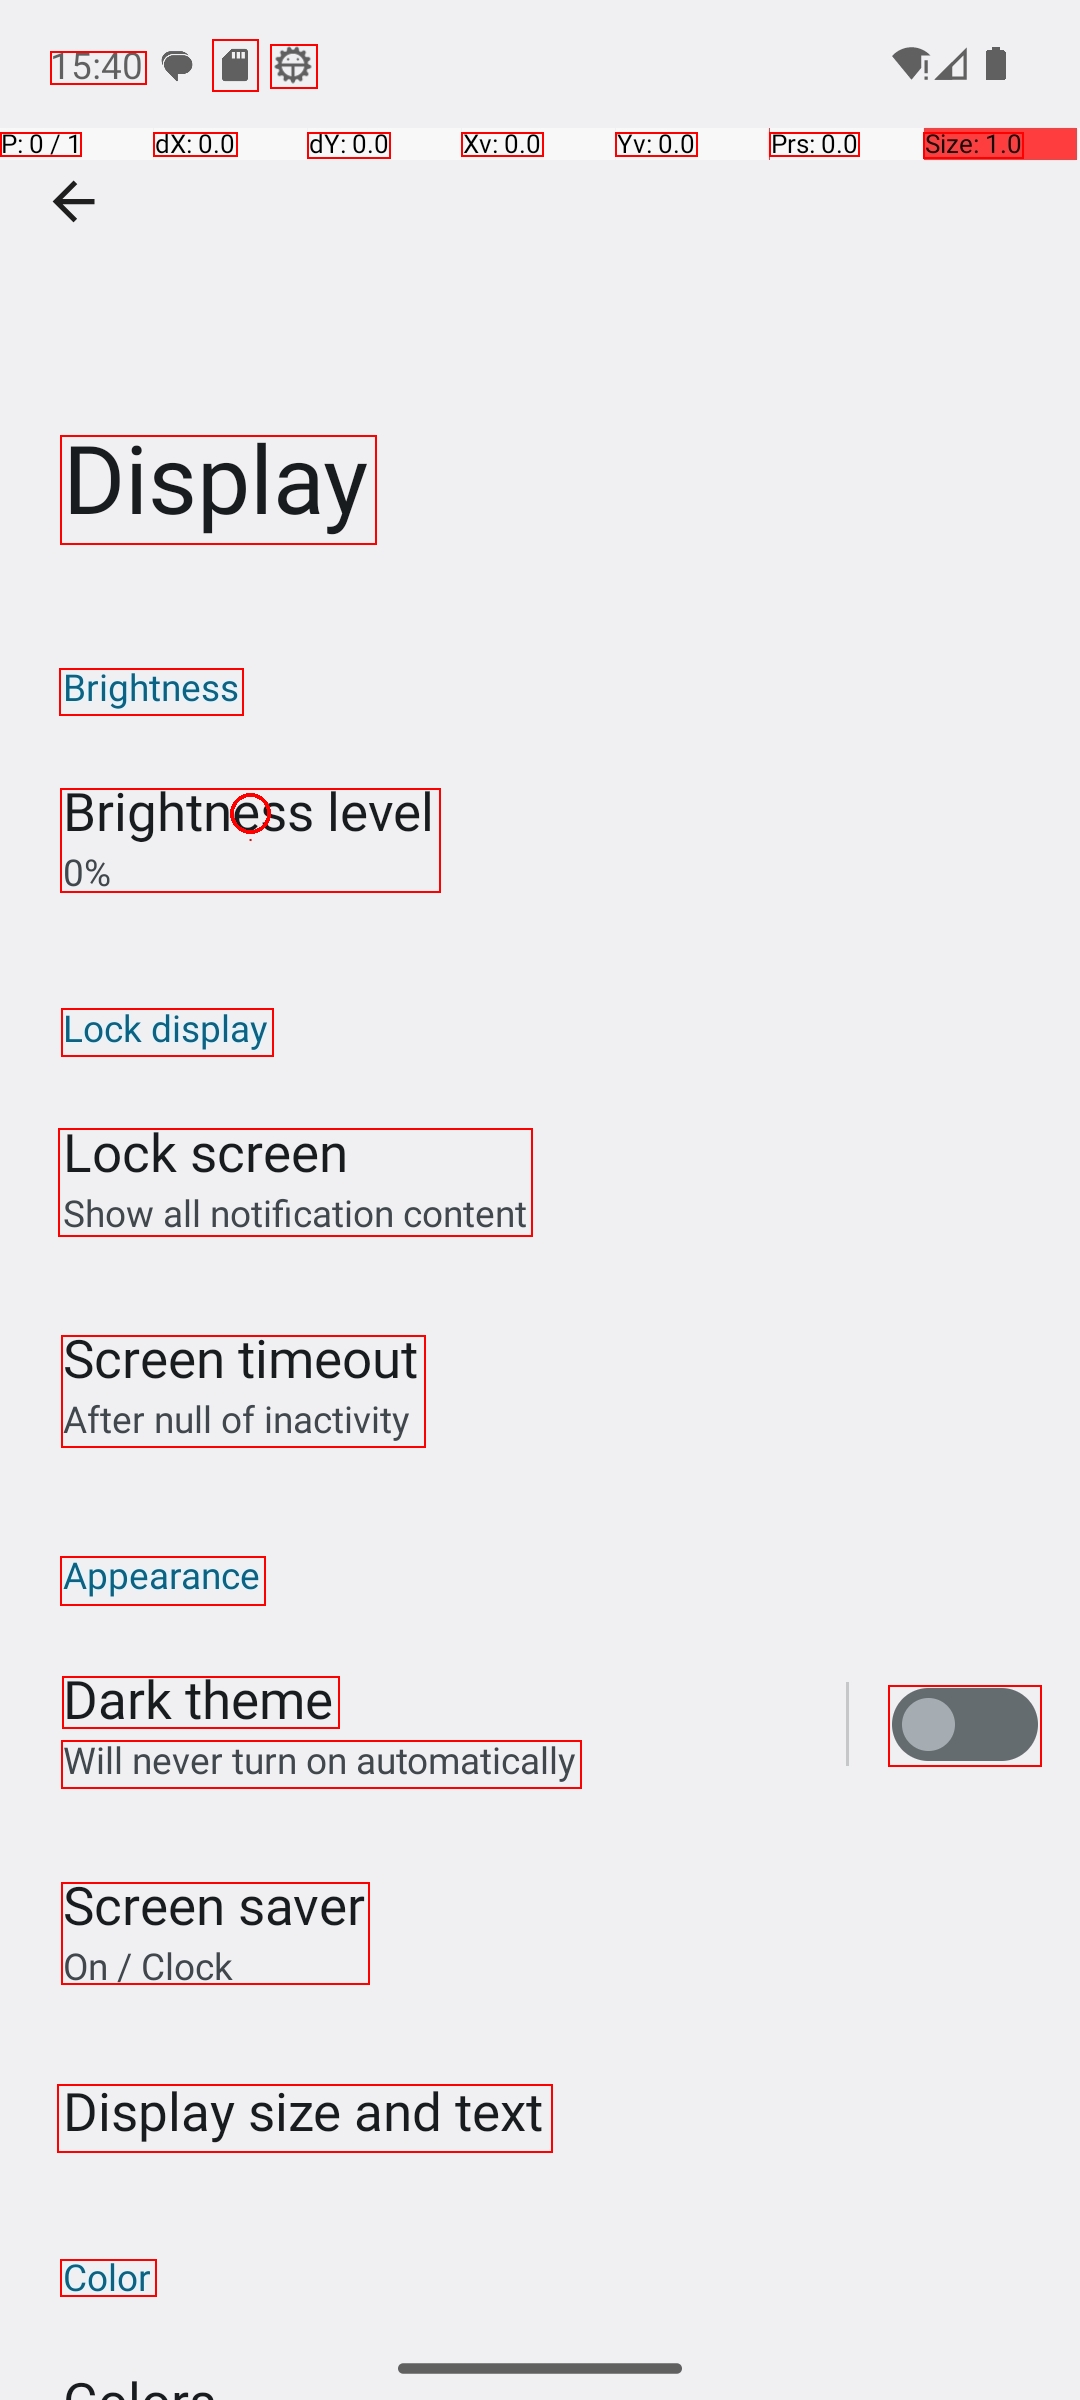 15:40
P: 0 / 1 dX: 0.0 dY: 0.0 Xv: 0.0 Yv: 0.0 Prs: 0.0 Size: 1.0
Display
Brightness
Brightness level
0%
Lock display
Lock screen
Show all notification content
Screen timeout
After null of inactivity
Appearance
Dark theme
Will never turn on automatically
Screen saver
On / Clock
Display size and text
Color
Colors